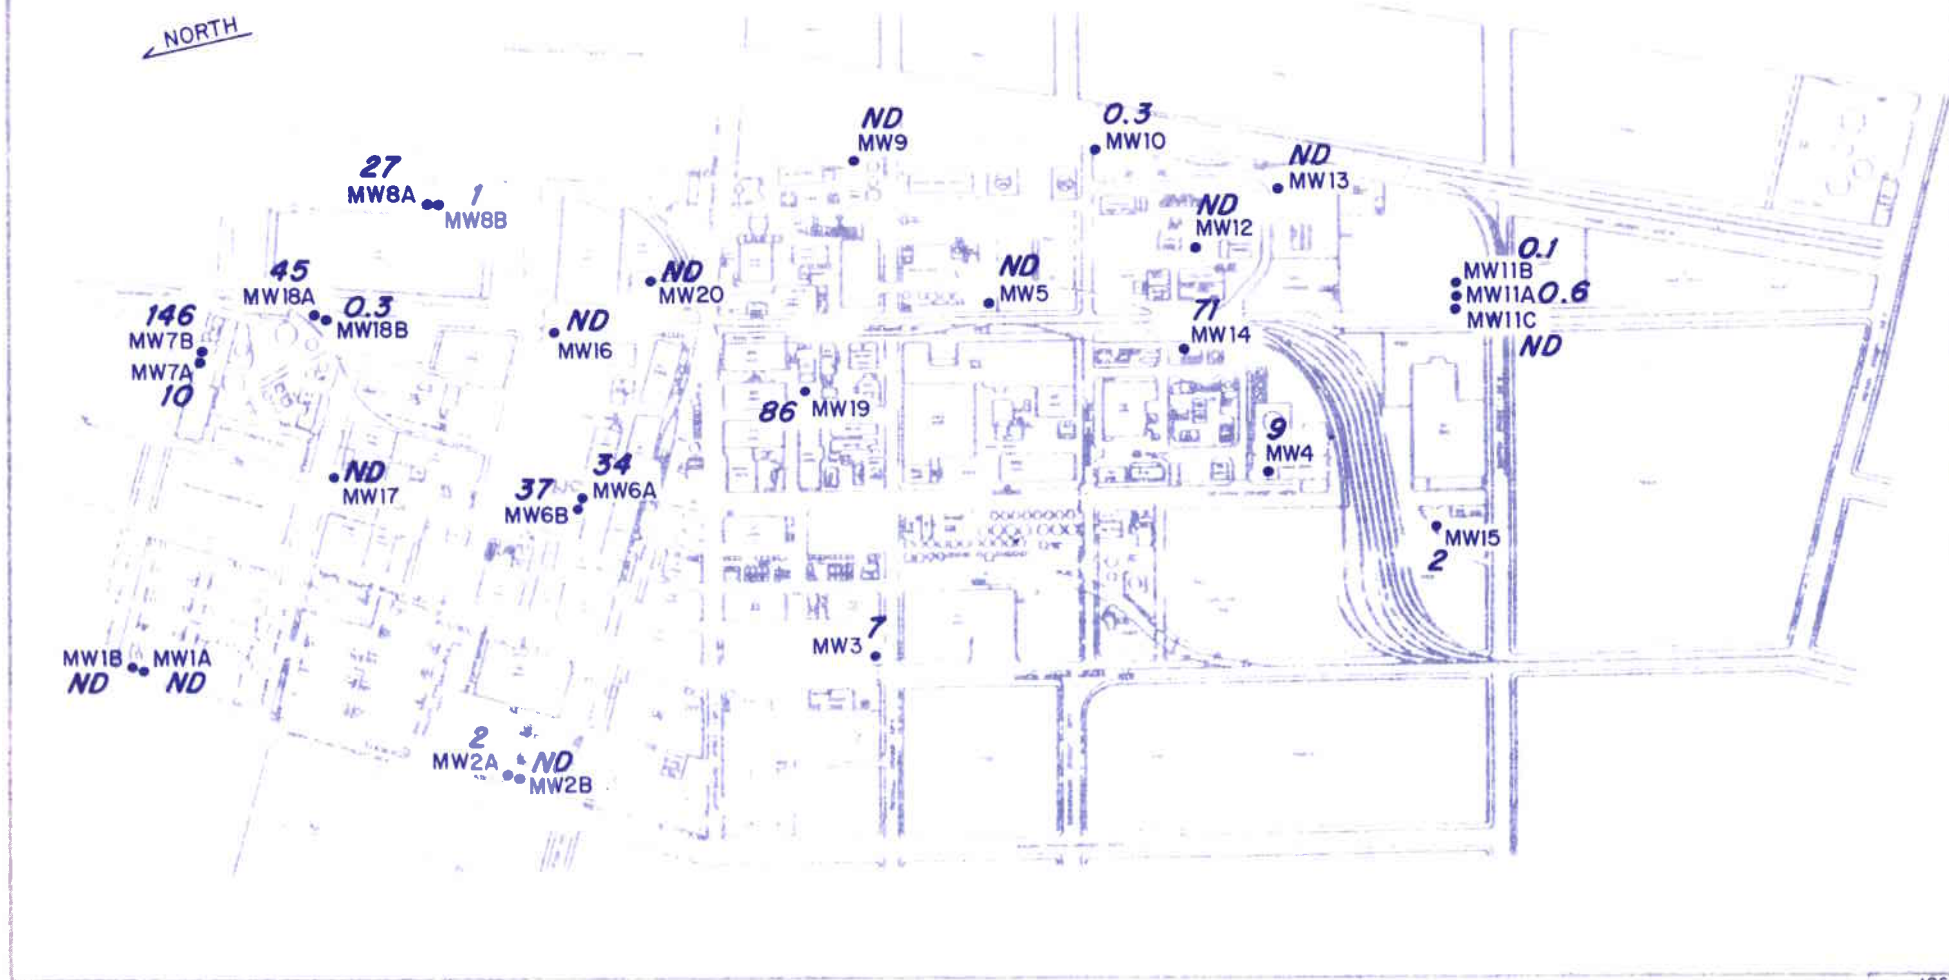 NORTH
ND
MW9
0.3
MW10
ND
MW13
27
MW8A
1
MW8B
ND
MW12
45
MW18A
0.3
MW18B
ND
MW20
ND
MW5
0.1
MW11B
MW11A 0.6
MW11C
ND
146
MW7B
MW7A
10
ND
MW16
71
MW14
86
MW19
9
MW4
ND
MW17
34
MW6A
37
MW6B
MW15
2
7
MW3
MW1B
ND
MW1A
ND
2
MW2A
ND
MW2B